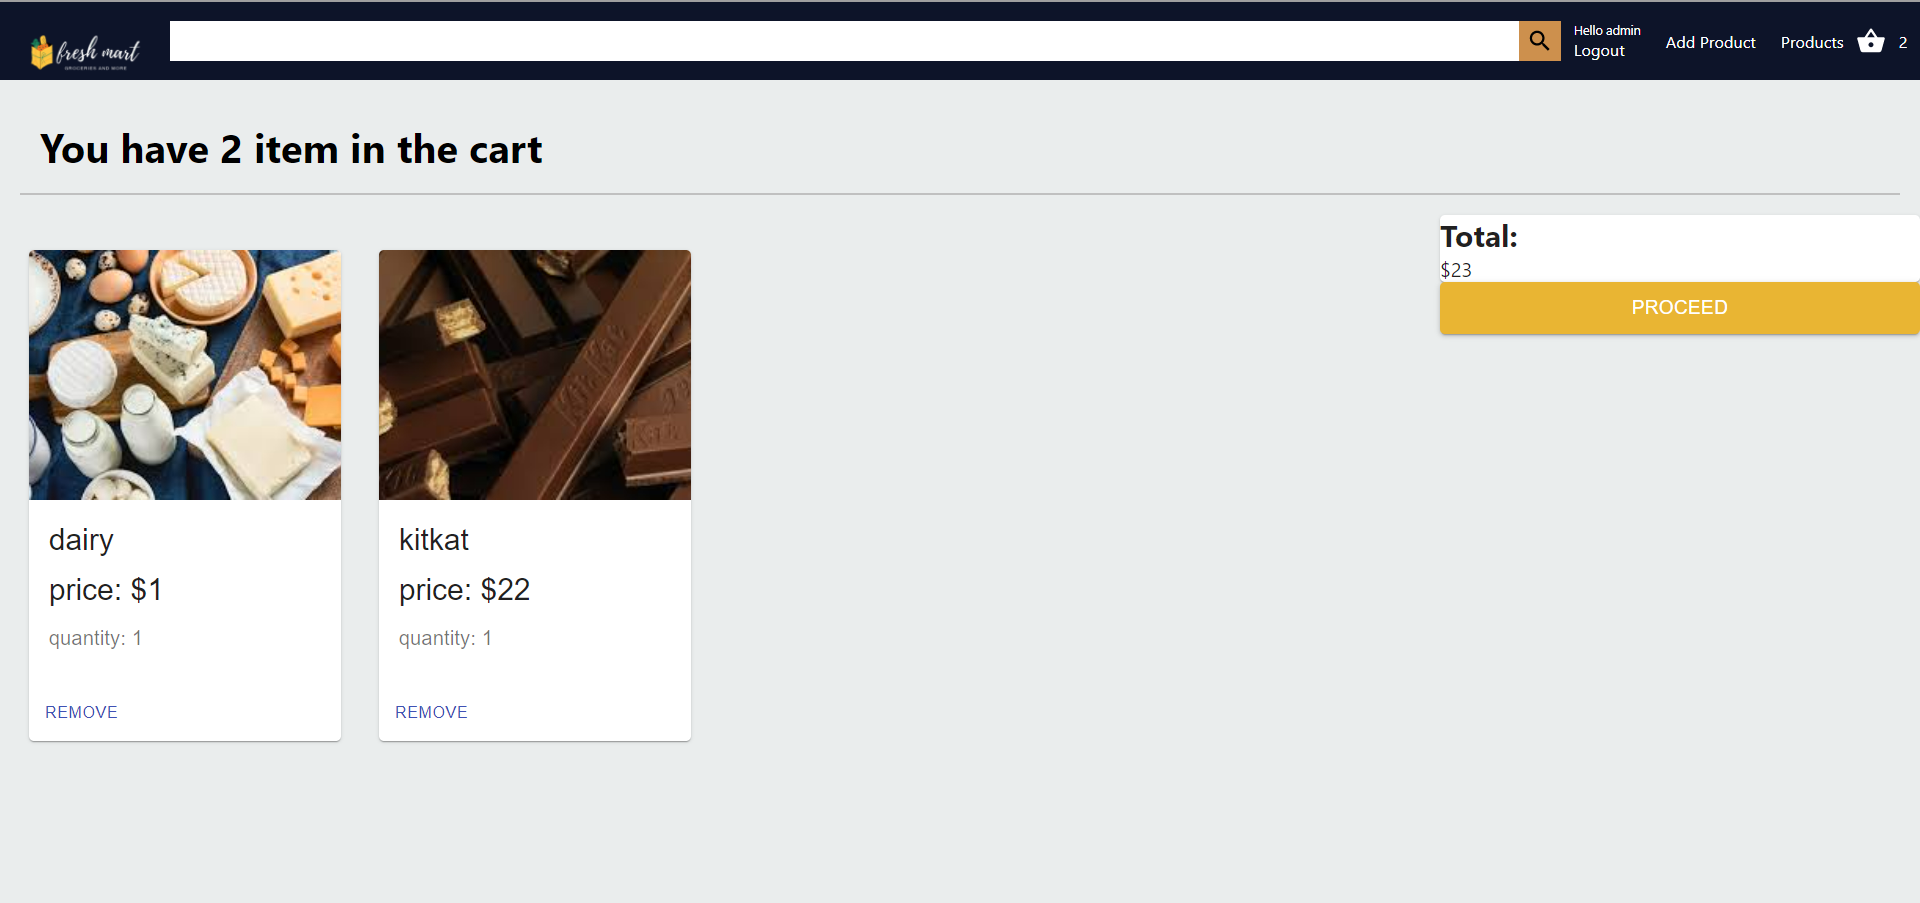 fresh mart
GROCERIES AND MORE
Hello admin
Logout
Add Product
Products
2
You have 2 item in the cart
Total:
$23
PROCEED
dairy
price: $1
quantity: 1
REMOVE
kitkat
price: $22
quantity: 1
REMOVE